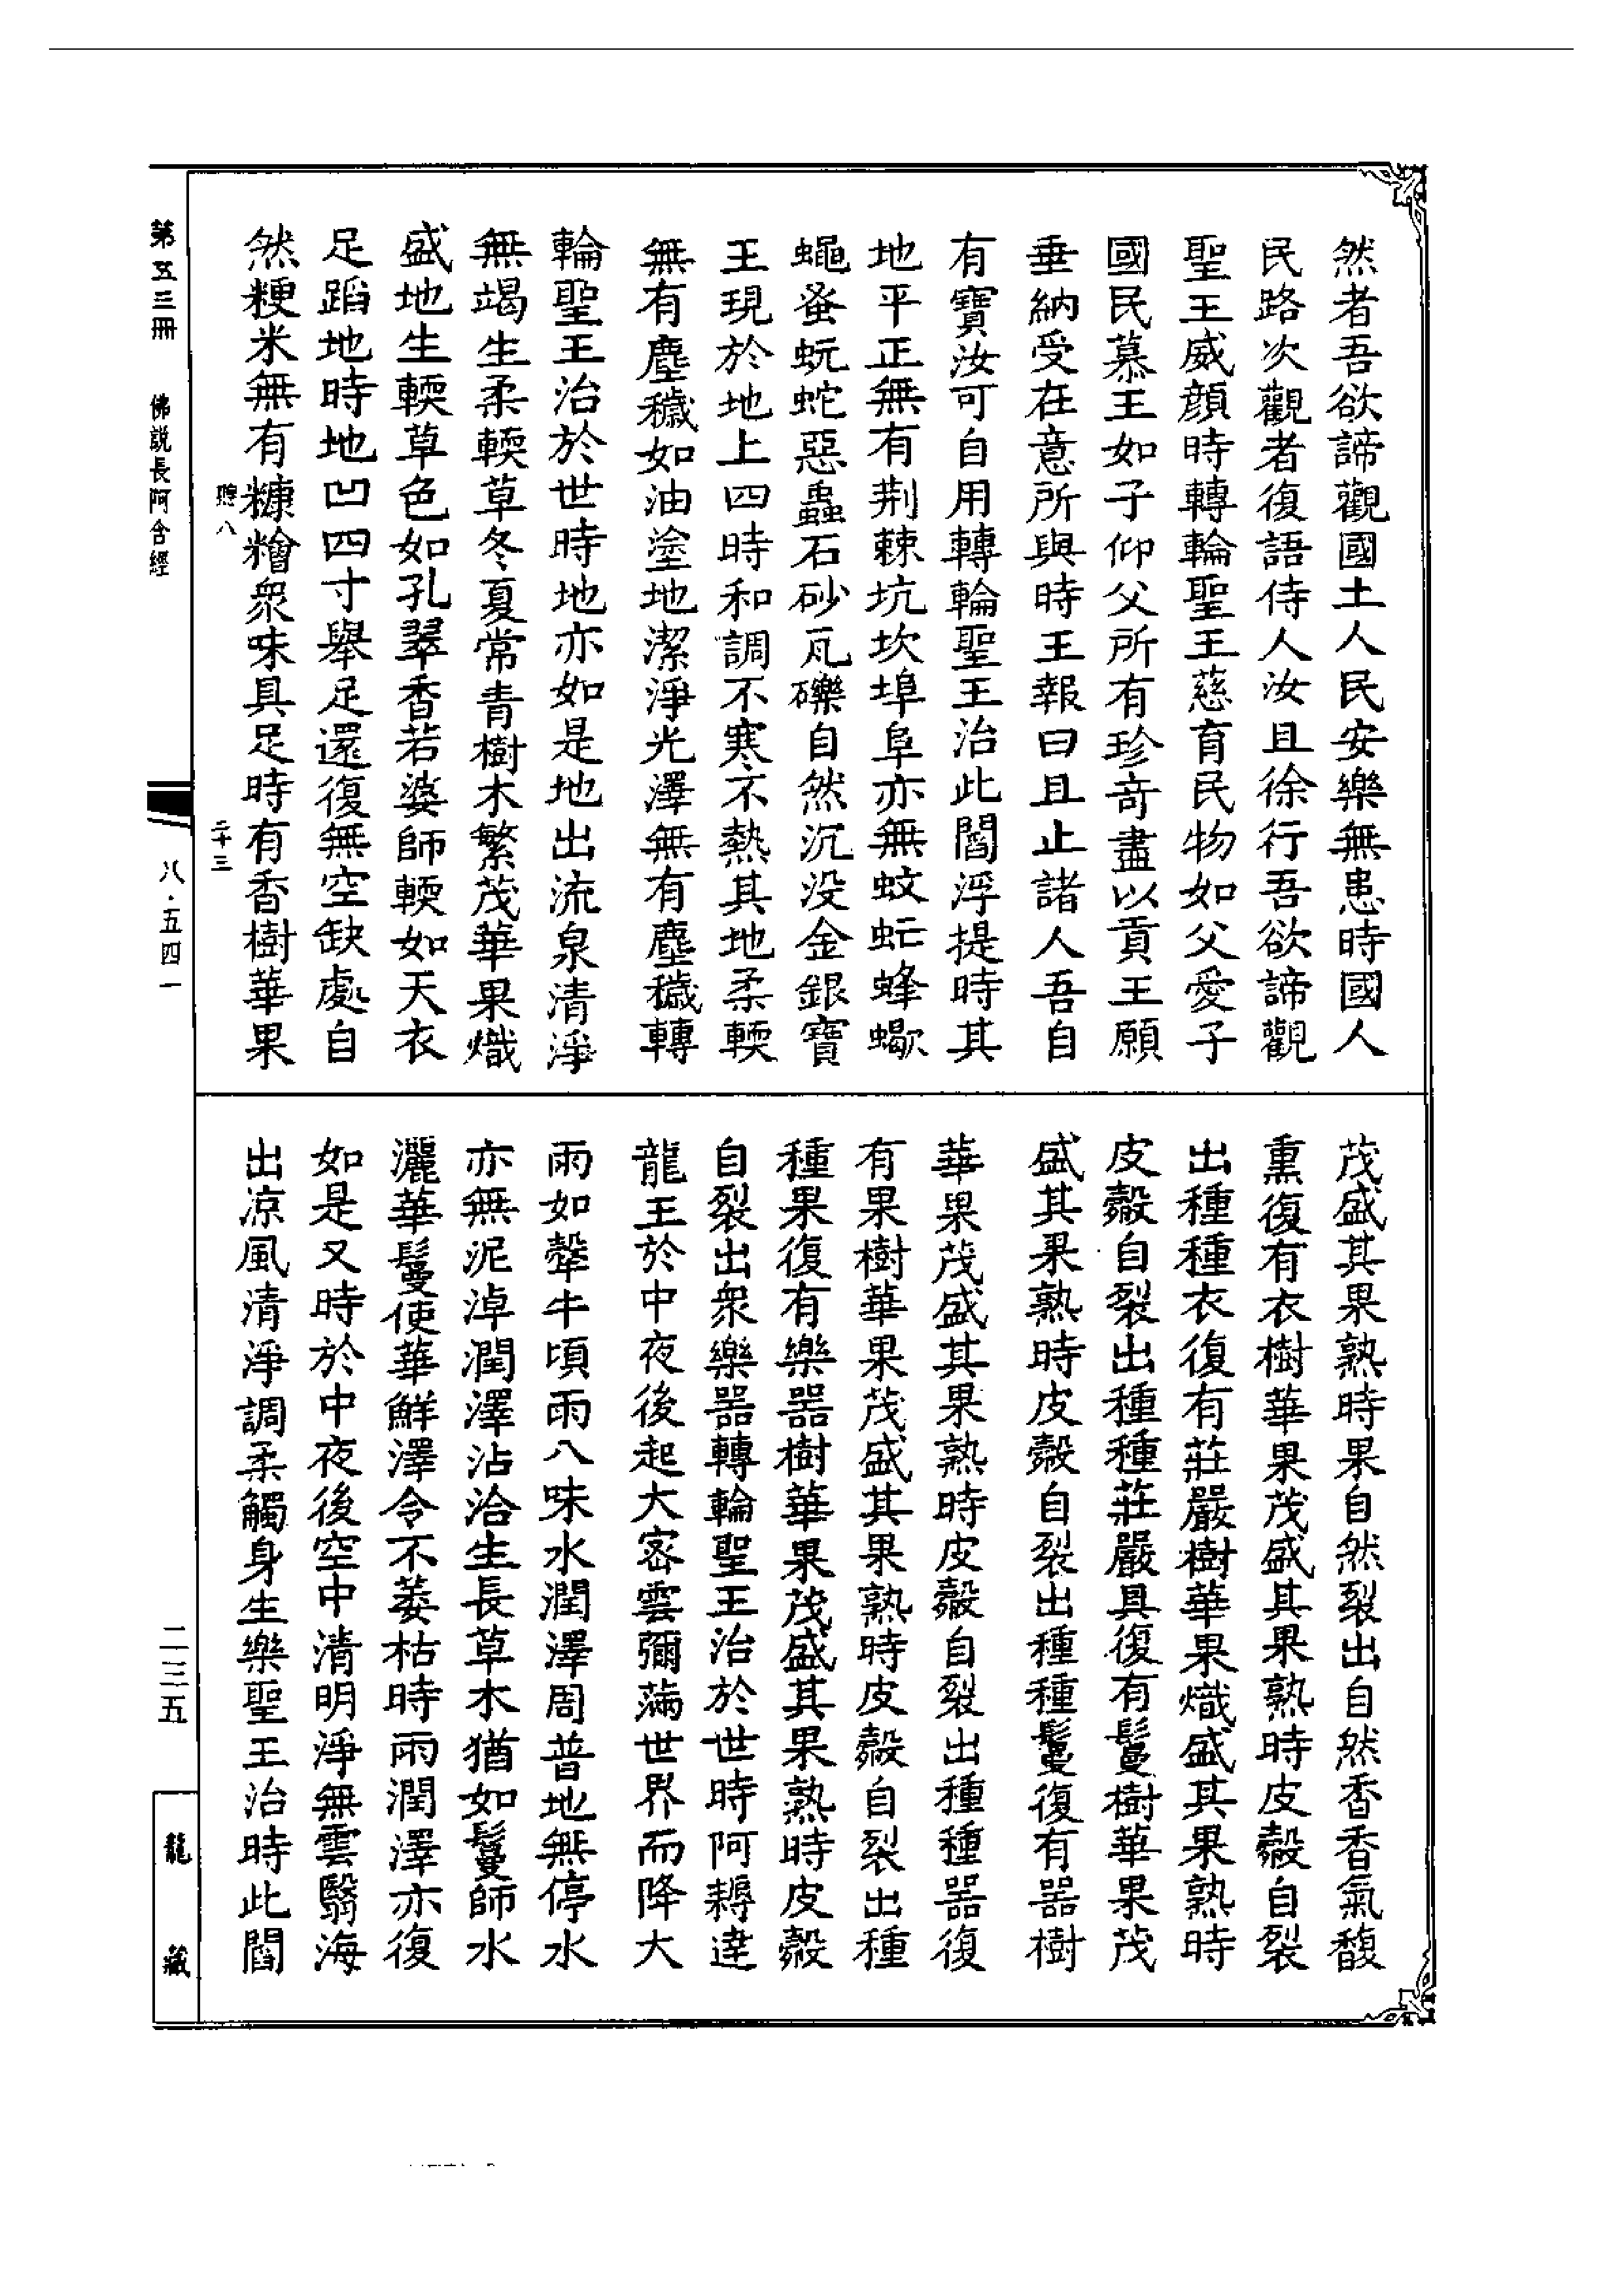 然者吾欲諦觀國土人民安樂無患時國人
民路次觀者復語侍人汝且徐行吾欲諦觀
聖王威顏時轉輪聖王慈育民物如父愛子
國民慕王如子仰父所有珍奇盡以貢王願
垂納受在意所與時王報曰且止諸人吾自
有寶汝可自用轉輪聖王治此閻浮提時其
地平正無有荆棘坑坎埠阜亦無蚊虻蜂蠍
蠅蚤蚖蛇惡蟲石砂瓦礫自然沉没金銀寶
王現於地上四時和調不寒不熱其地柔輭
無有塵穢如油塗地潔淨光澤無有塵穢轉
輪聖王治於世時地亦如是地出流泉清淨
無竭生柔輭草冬夏常青樹木繁茂華果熾
盛地生輭草色如孔翠香若婆師輭如天衣
足蹈地時地凹四寸舉足還復無空缺處自
然粳米無有糠糩衆味具足時有香樹華果
茂盛其果熟時果自然裂出自然香香氣馥
熏復有衣樹華果茂盛其果熟時皮殼自裂
出種種衣復有莊嚴樹華果熾盛其果熟時
皮殼自裂出種種莊嚴具復有鬘樹華果茂
盛其果熟時皮殼自裂出種種鬘復有器樹
華果茂盛其果熟時皮殼自裂出種種器復
有果樹華果茂盛其果熟時皮殼自裂出種
種果復有樂器樹華果茂盛其果熟時皮殼
自裂出衆樂器轉輪聖王治於世時阿耨達
龍王於中夜後起大密雲彌滿世界而降大
雨如犛牛頃雨八味水潤澤周普地無停水
亦無泥淖潤澤沾洽生長草木猶如鬘師水
灑華鬘使華鮮澤令不萎枯時雨潤澤亦復
如是又時於中夜後空中清明淨無雲翳海
出涼風清淨調柔觸身生樂聖王治時此閻
八
二十三
第五三冊
佛説長阿含經
八·五四一
二三五
龍藏